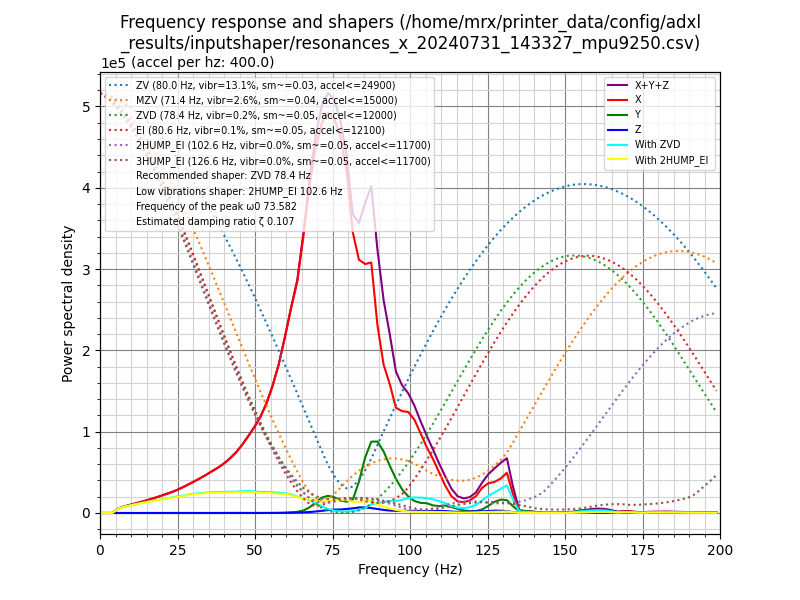 Frequency response and shapers (/home/mrx/printer_data/config/adxl
_results/inputshaper/resonances_x_20240731_143327_mpu9250.csv)
1e5 (accel per hz: 400.0)
ZV (80.0 Hz, vibr=13.1%, sm~=0.03, accel<=24900)
MZV (71.4 Hz, vibr=2.6%, sm~=0.04, accel<=15000)
ZVD (78.4 Hz, vibr=0.2%, sm~=0.05, accel<=12000)
EI (80.6 Hz, vibr=0.1%, sm~=0.05, accel<=12100)
2HUMP_EI (102.6 Hz, vibr=0.0%, sm~=0.05, accel<=11700)
3HUMP_EI (126.6 Hz, vibr=0.0%, sm~=0.05, accel<=11700)
Recommended shaper: ZVD 78.4 Hz
Low vibrations shaper: 2HUMP_EI 102.6 Hz
Frequency of the peak ω0 73.582
Estimated damping ratio ζ 0.107
X+Y+Z
X
Y
Z
With ZVD
With 2HUMP_EI
Power spectral density
5
4
3
2
1
0
0 25 50 75 100 125 150 175 200
Frequency (Hz)